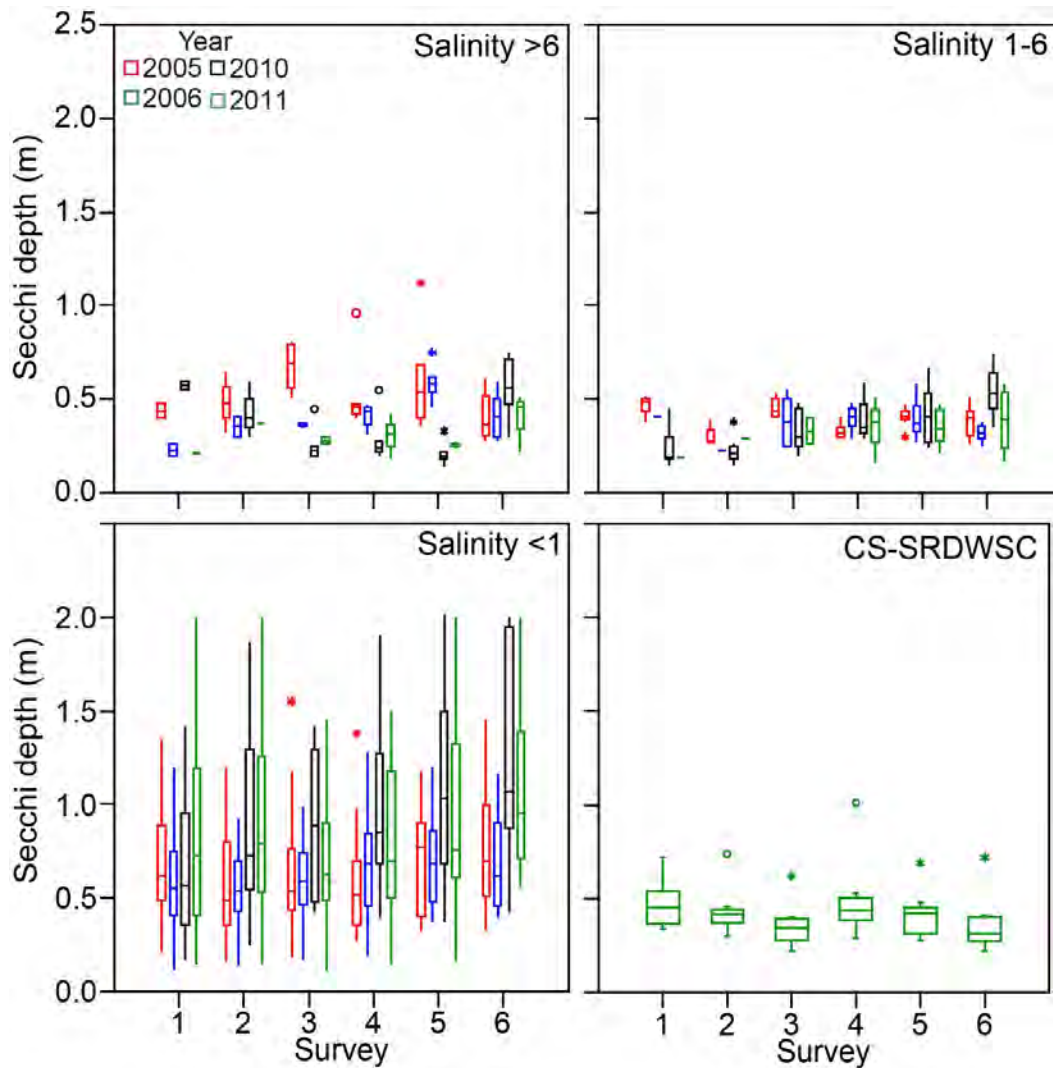 2.5
2.0
1.5
1.0
0.5
0.0
Secchi depth (m)
Year
2005 2010
2006 2011
Salinity >6
Salinity 1-6
2.0
1.5
1.0
0.5
0.0
Secchi depth (m)
Salinity <1
CS-SRDWSC
1 2 3 4 5 6
Survey
1 2 3 4 5 6
Survey